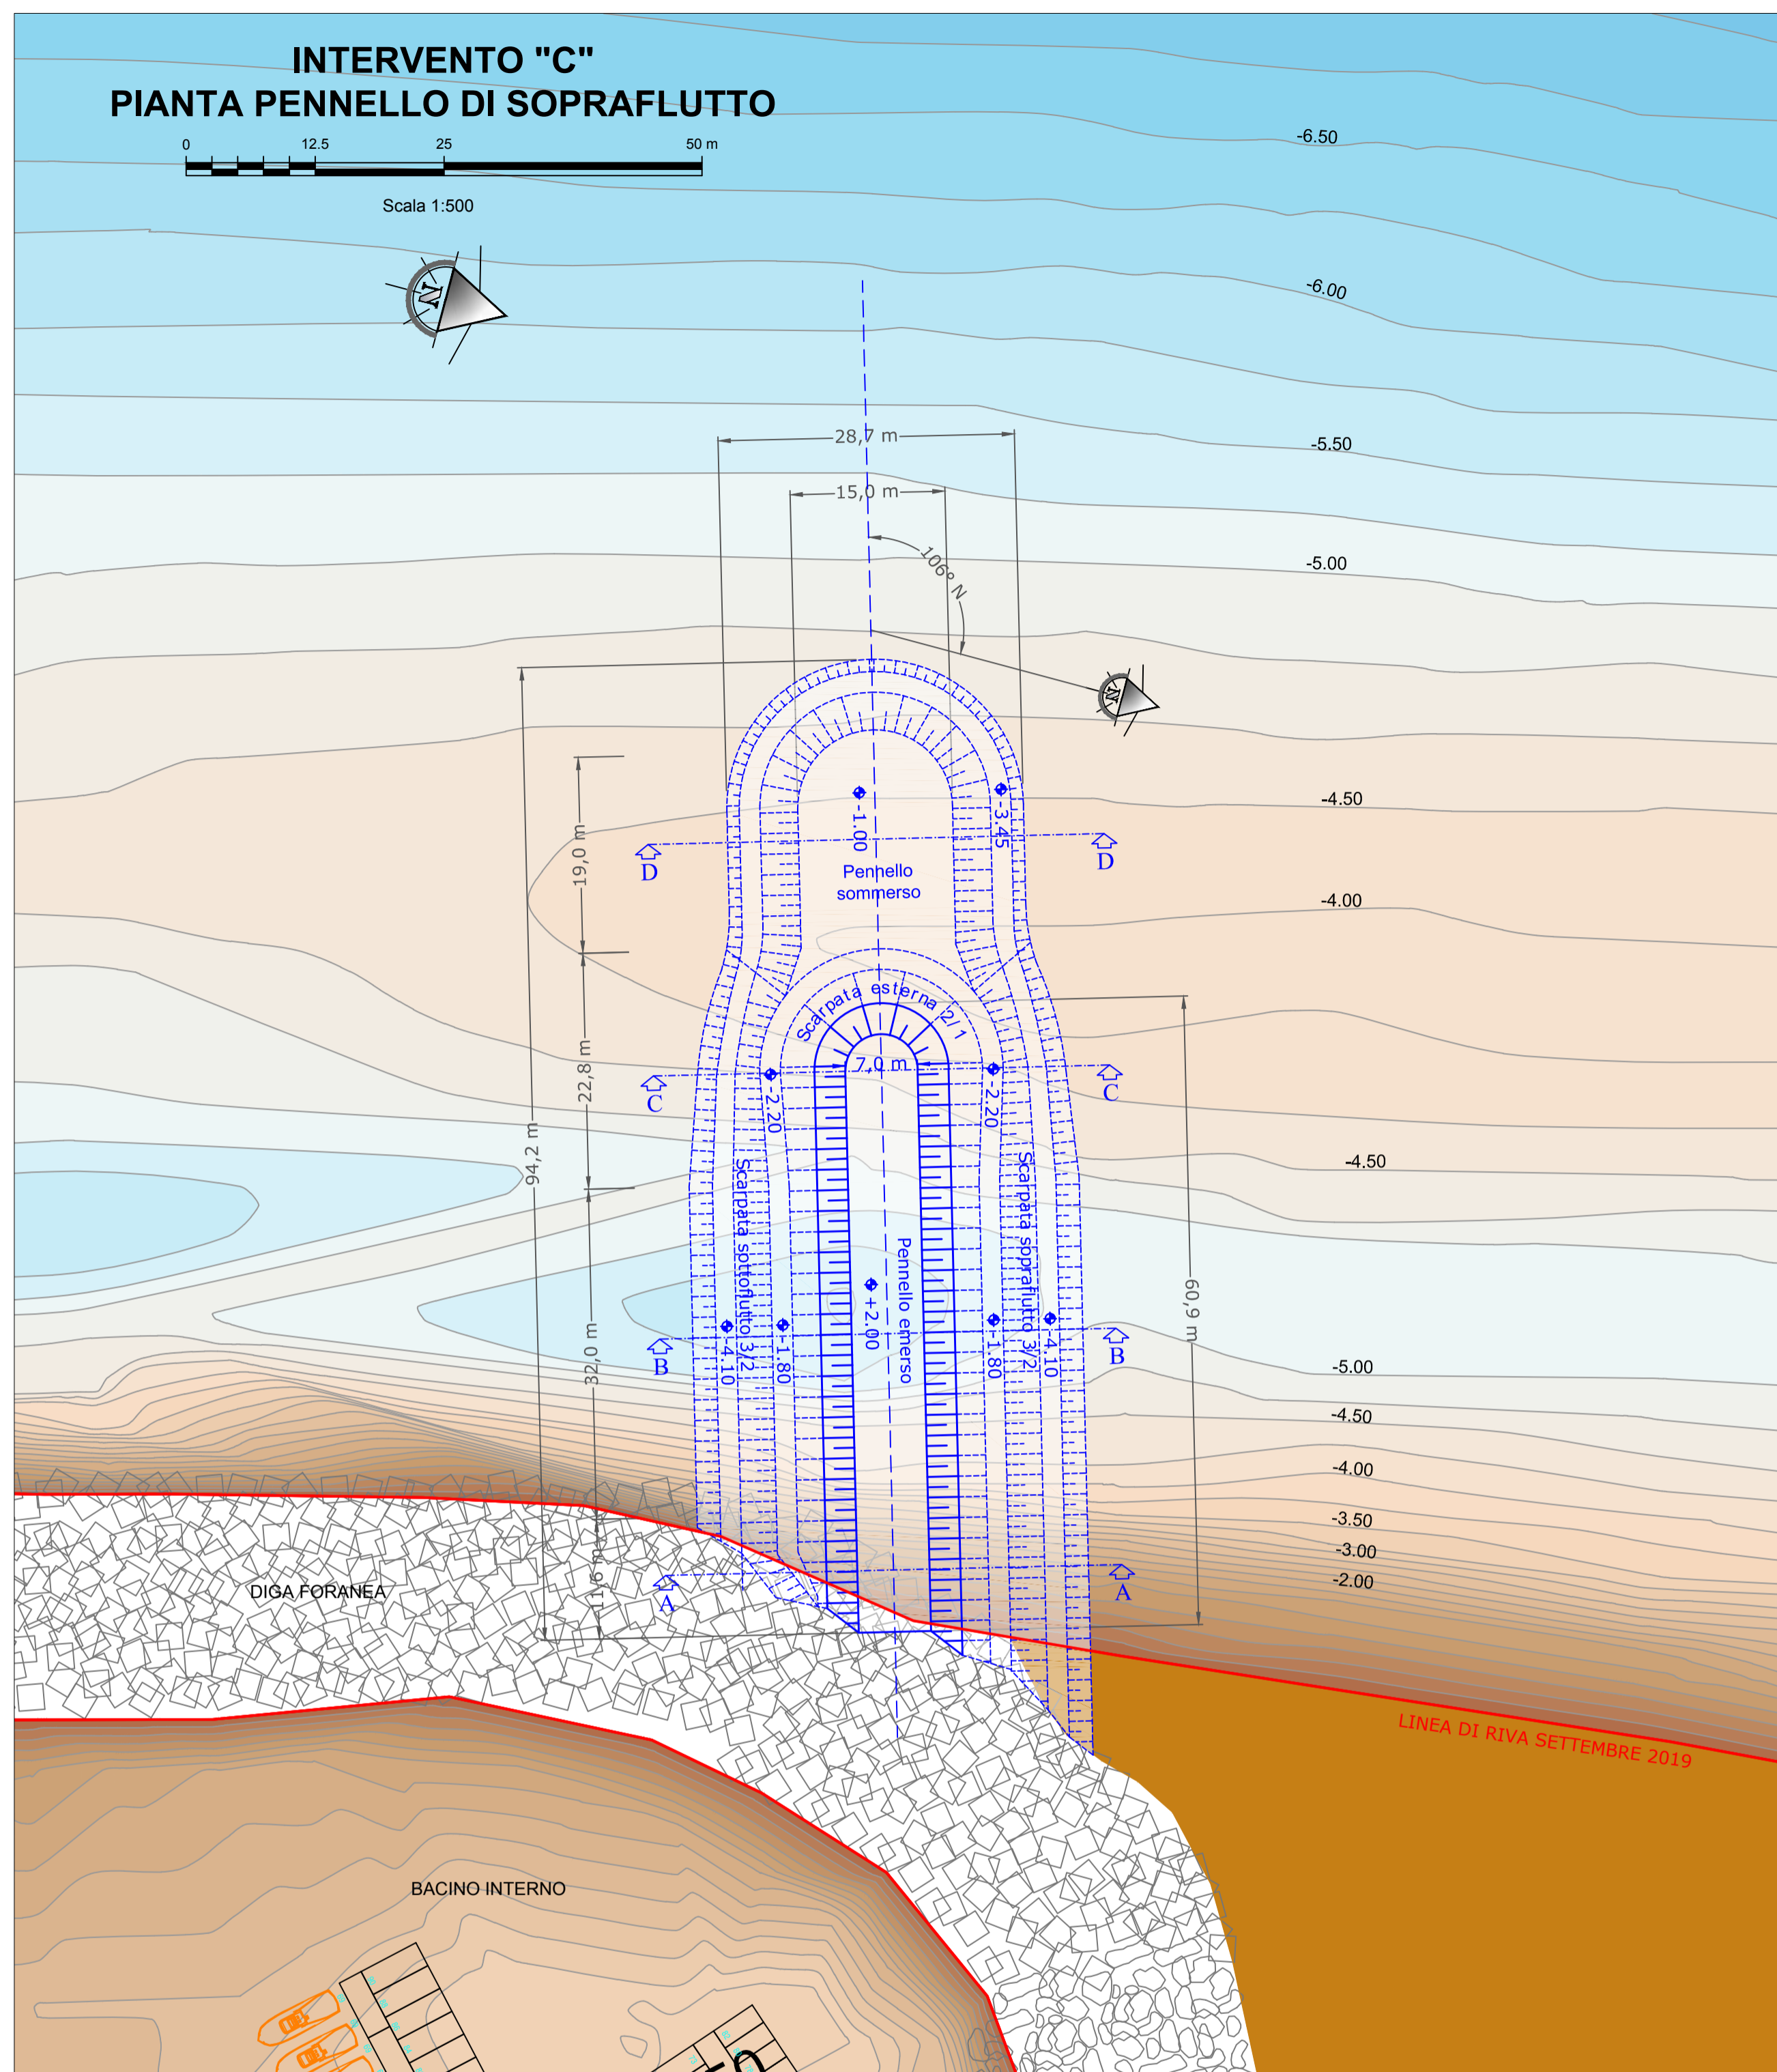 INTERVENTO "C"
PIANTA PENNELLO DI SOPRAFLUTTO
0 12.5 25 50 m
Scala 1:500
N
-6.50
-6.00
-5.50
28,7 m
15,0 m
-5.00
106° N
N
-4.50
-1.00
-3.45
19,0 m
D
D
Pennello
sommerso
-4.00
Scarpata esterna 2/1
22,8 m
7,0 m
C
C
-2.20
-2.20
94,2 m
-4.50
Scarpata sottoflutto 3/2
Scarpata sopraflutto 3/2
Pennello emerso
+2.00
60,9 m
32,0 m
B
B
-4.10
-1.80
-1.80
-4.10
-5.00
-4.50
-4.00
-3.50
-3.00
-2.00
11,6 m
A
A
DIGA FORANEA
LINEA DI RIVA SETTEMBRE 2019
BACINO INTERNO